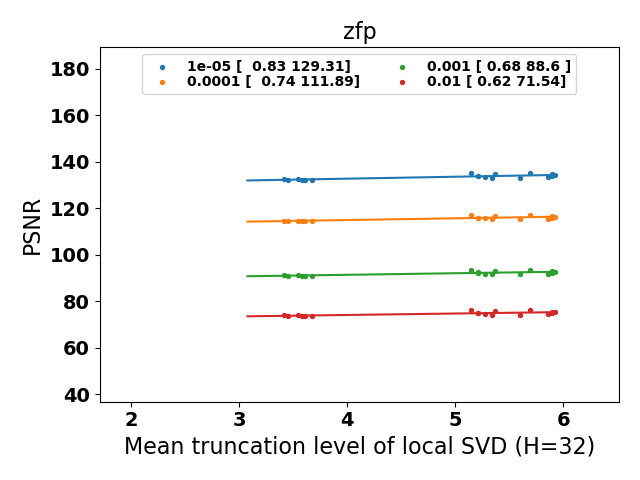 zfp
1e-05 [  0.83 129.31]
0.0001 [  0.74 111.89]
0.001 [ 0.68 88.6 ]
0.01 [ 0.62 71.54]
180
160
140
120
100
80
60
40
PSNR
2 3 4 5 6
Mean truncation level of local SVD (H=32)